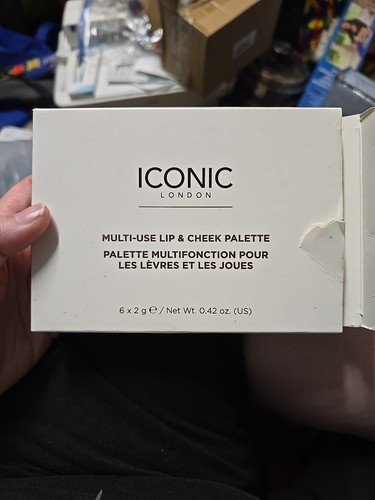 ICONIC
LONDON
MULTI-USE LIP & CHEEK PALETTE
PALETTE MULTIFONCTION POUR
LES LÈVRES ET LES JOUES
6 x 2 g ℮ / Net Wt. 0.42 oz. (US)